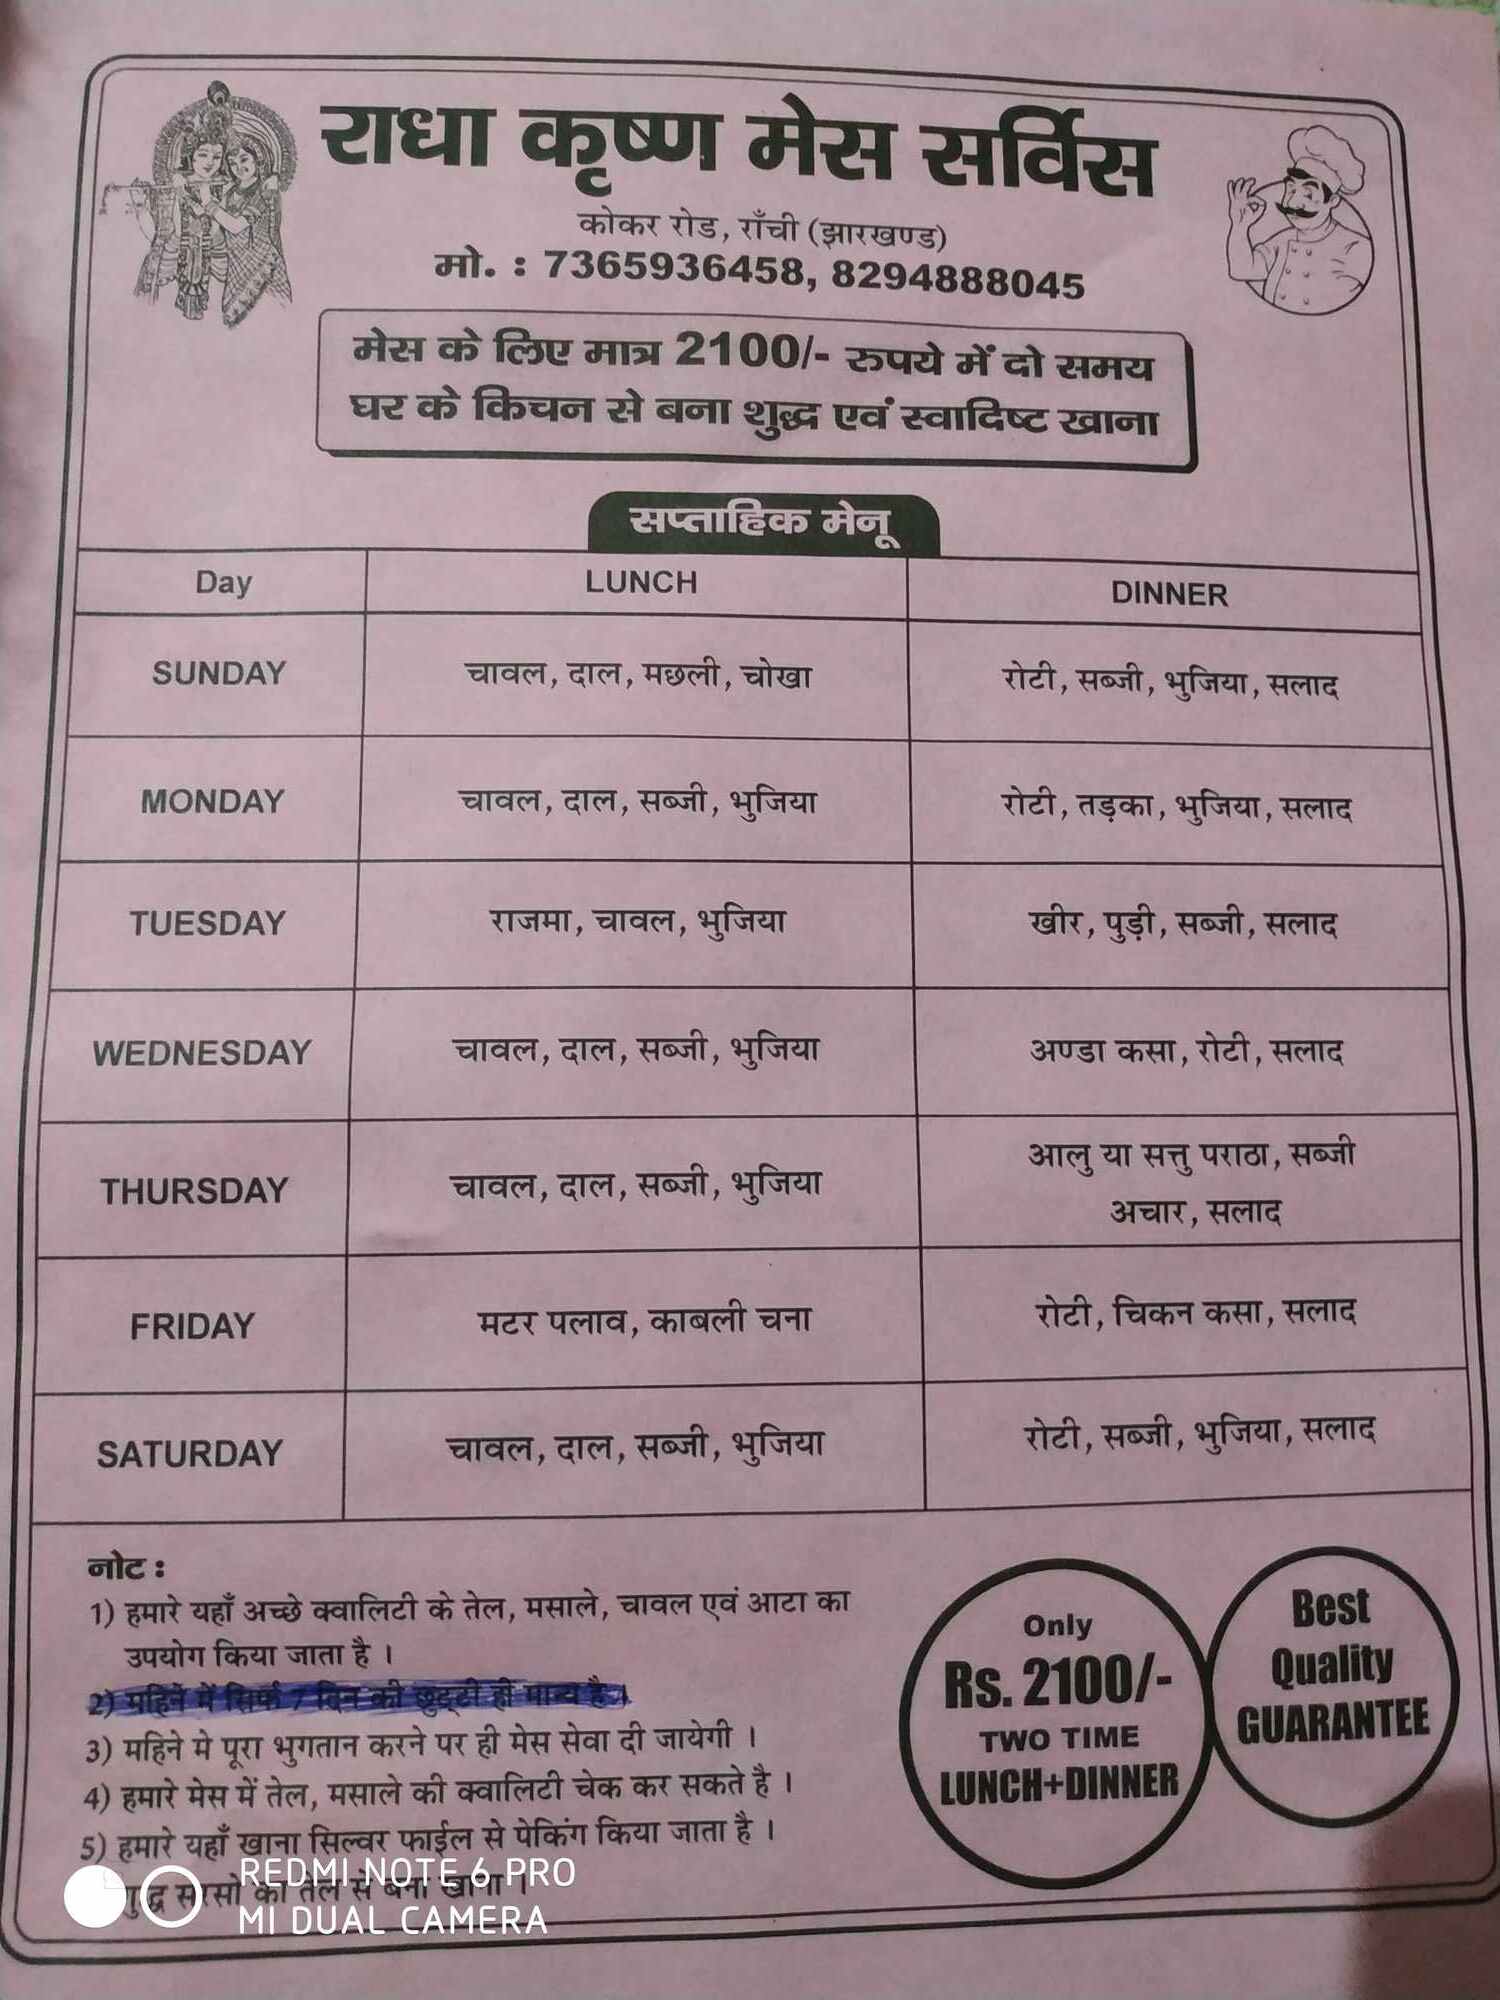 राधा कृष्ण मेस सर्विस
कोकर रोड, राँची (झारखण्ड)
मो. : 7365936458, 8294888045
मेस के लिए मात्र 2100/- रुपये में दो समय
घर के किचन से बना शुद्ध एवं स्वादिष्ट खाना
सप्ताहिक मेनू
Day LUNCH DINNER
SUNDAY चावल, दाल, मछली, चोखा रोटी, सब्जी, भुजिया, सलाद
MONDAY चावल, दाल, सब्जी, भुजिया रोटी, तड़का, भुजिया, सलाद
TUESDAY राजमा, चावल, भुजिया खीर, पुड़ी, सब्जी, सलाद
WEDNESDAY चावल, दाल, सब्जी, भुजिया अण्डा कसा, रोटी, सलाद
THURSDAY चावल, दाल, सब्जी, भुजिया आलु या सत्तु पराठा, सब्जी
अचार, सलाद
FRIDAY मटर पलाव, काबली चना रोटी, चिकन कसा, सलाद
SATURDAY चावल, दाल, सब्जी, भुजिया रोटी, सब्जी, भुजिया, सलाद
नोट :
1) हमारे यहाँ अच्छे क्वालिटी के तेल, मसाले, चावल एवं आटा का
उपयोग किया जाता है ।
2) महिने में सिर्फ 7 दिन की छुट्टी ही मान्य है ।
3) महिने मे पूरा भुगतान करने पर ही मेस सेवा दी जायेगी ।
4) हमारे मेस में तेल, मसाले की क्वालिटी चेक कर सकते है ।
5) हमारे यहाँ खाना सिल्वर फाईल से पेकिंग किया जाता है ।
सरसो का तेल से बना खाना ।
Only
Rs. 2100/-
TWO TIME
LUNCH+DINNER
Best
Quality
GUARANTEE
REDMI NOTE 6 PRO
MI DUAL CAMERA